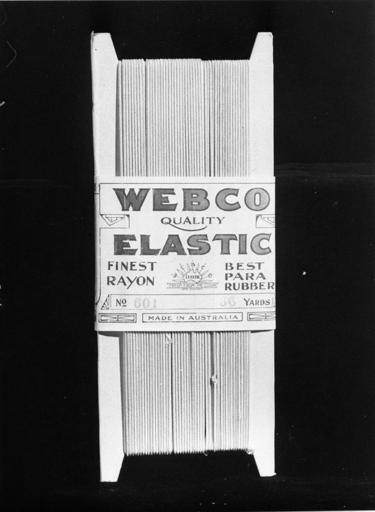 WEBCO
QUALITY
ELASTIC
FINEST
RAYON
BEST
PARA
RUBBER
No 601
36 YARDS
MADE IN AUSTRALIA